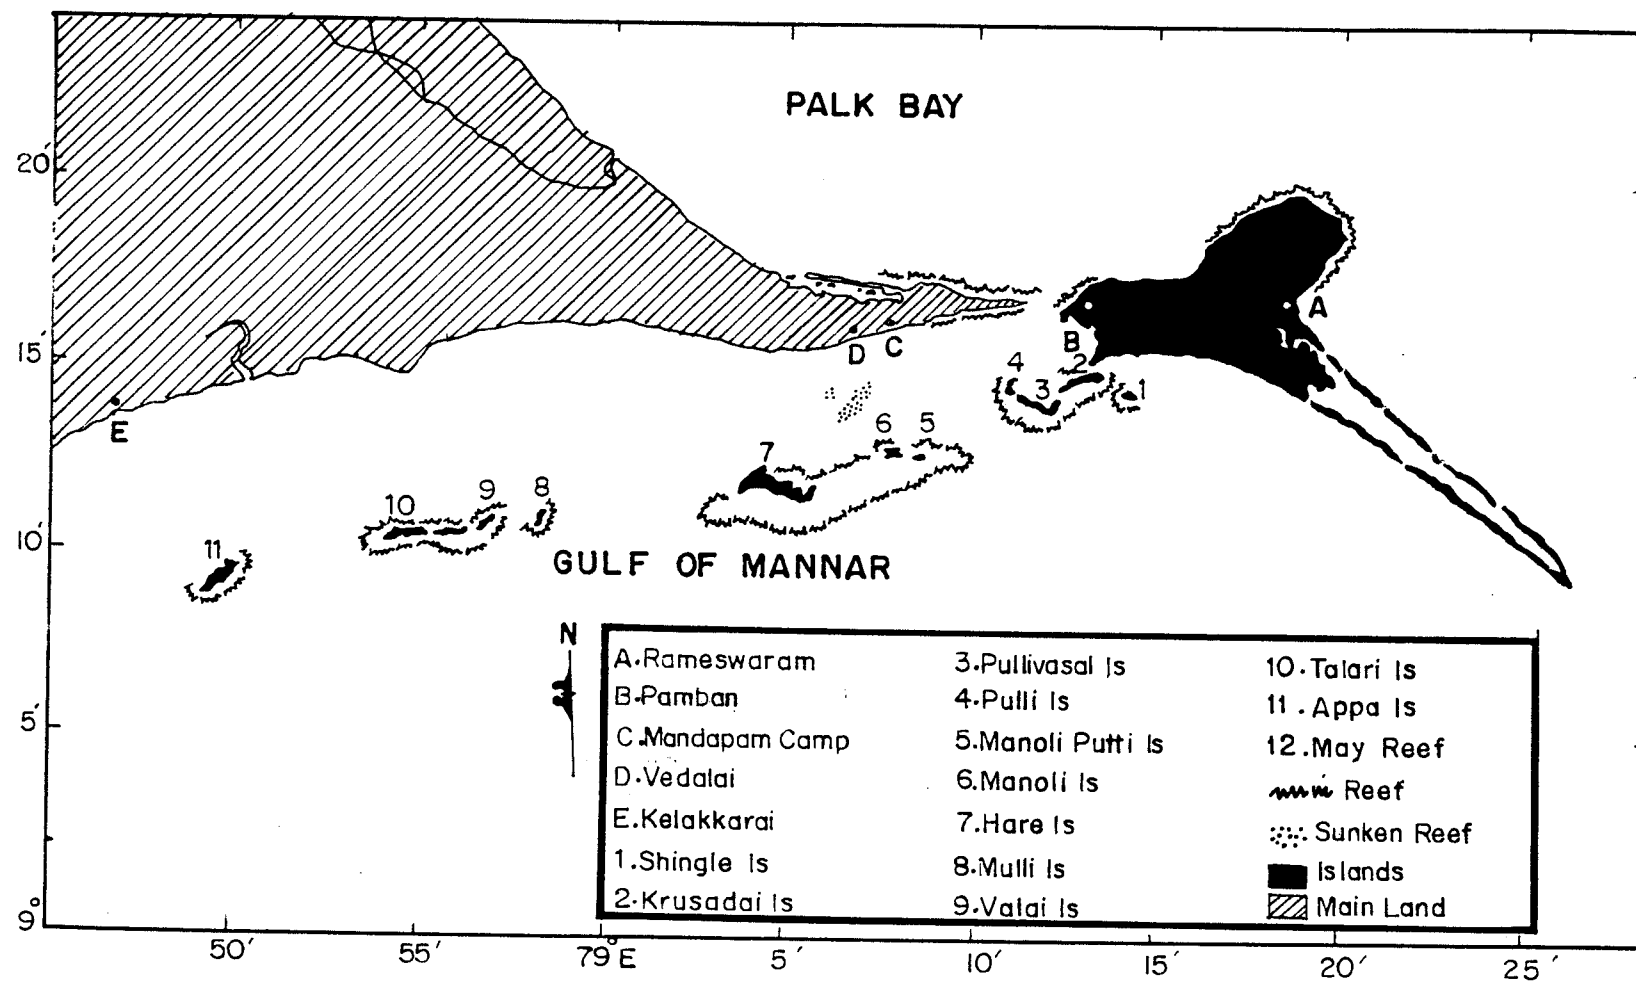 PALK BAY
20′
A
B
15′
D
C
4
2
3
1
E
6
5
7
10
9
8
10′
11
GULF OF MANNAR
N
5′
9°
A.Rameswaram
B.Pamban
C.Mandapam Camp
D.Vedalai
E.Kelakkarai
1.Shingle Is
2.Krusadai Is
3.Pullivasal Is
4.Pulli Is
5.Manoli Putti Is
6.Manoli Is
7.Hare Is
8.Mulli Is
9.Valai Is
10.Talari Is
11.Appa Is
12.May Reef
Reef
Sunken Reef
Islands
Main Land
50′
55′
79°E
5′
10′
15′
20′
25′